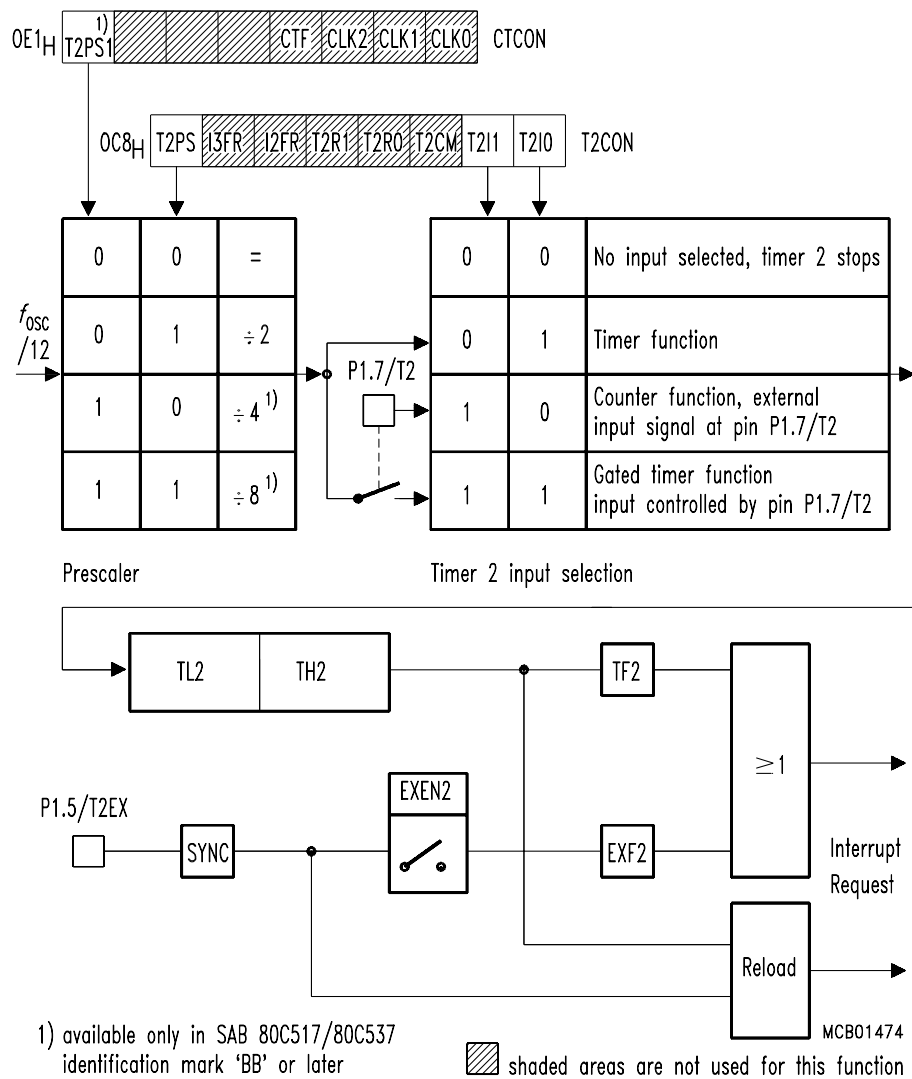 1)
0E1H T2PS1 CTF CLK2 CLK1 CLK0 CTCON
0C8H T2PS I3FR I2FR T2R1 T2R0 T2CM T2I1 T2I0 T2CON
0 0 =
0 1 ÷2
1 0 ÷4 1)
1 1 ÷8 1)
fosc
/12
P1.7/T2
0 0 No input selected, timer 2 stops
0 1 Timer function
1 0 Counter function, external
input signal at pin P1.7/T2
1 1 Gated timer function
input controlled by pin P1.7/T2
Prescaler
Timer 2 input selection
TL2 TH2
TF2
≥1
EXEN2
P1.5/T2EX
SYNC
EXF2
Interrupt
Request
Reload
1) available only in SAB 80C517/80C537
identification mark ‘BB’ or later
MCB01474
shaded areas are not used for this function